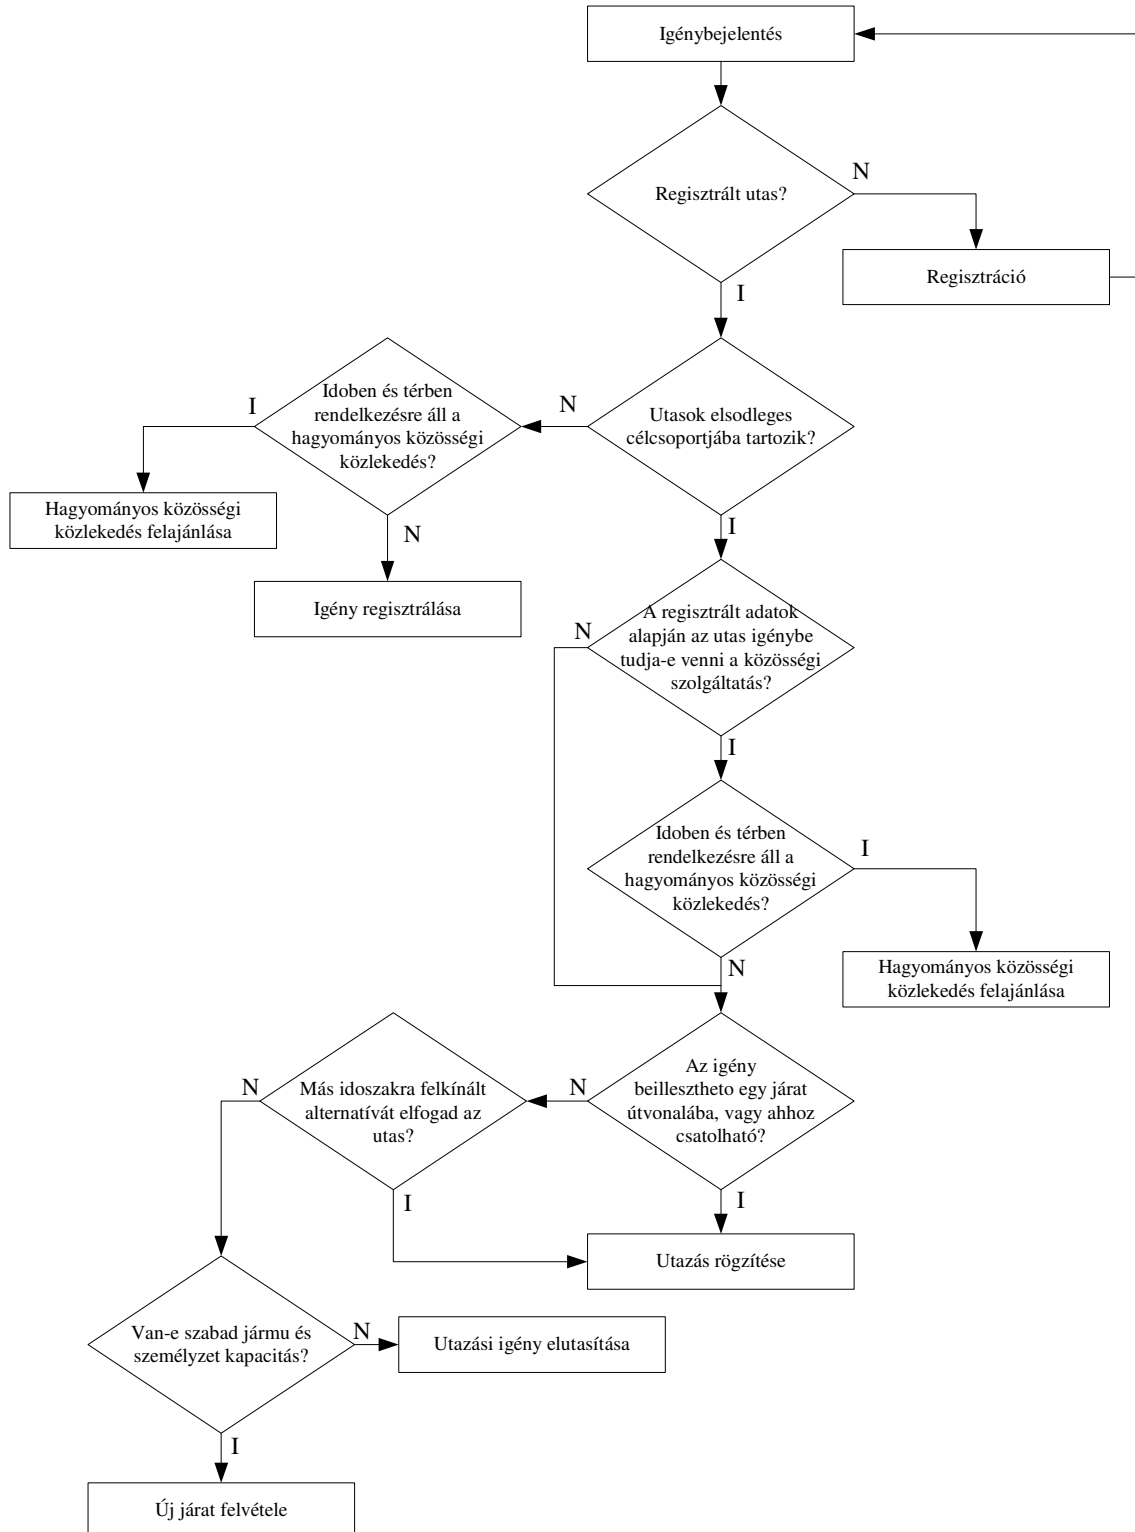 Igénybejelentés
Regisztrált utas?
N
Regisztráció
I
Utasok elsodleges
célcsoportjába tartozik?
N
Idoben és térben
rendelkezésre áll a
hagyományos közösségi
közlekedés?
I
Hagyományos közösségi
közlekedés felajánlása
N
Igény regisztrálása
I
A regisztrált adatok
alapján az utas igénybe
tudja-e venni a közösségi
szolgáltatás?
N
I
Idoben és térben
rendelkezésre áll a
hagyományos közösségi
közlekedés?
I
Hagyományos közösségi
közlekedés felajánlása
N
Az igény
beillesztheto egy járat
útvonalába, vagy ahhoz
csatolható?
N
Más idoszakra felkínált
alternatívát elfogad az
utas?
N
I
I
Utazás rögzítése
Van-e szabad jármu és
személyzet kapacitás?
N
Utazási igény elutasítása
I
Új járat felvétele